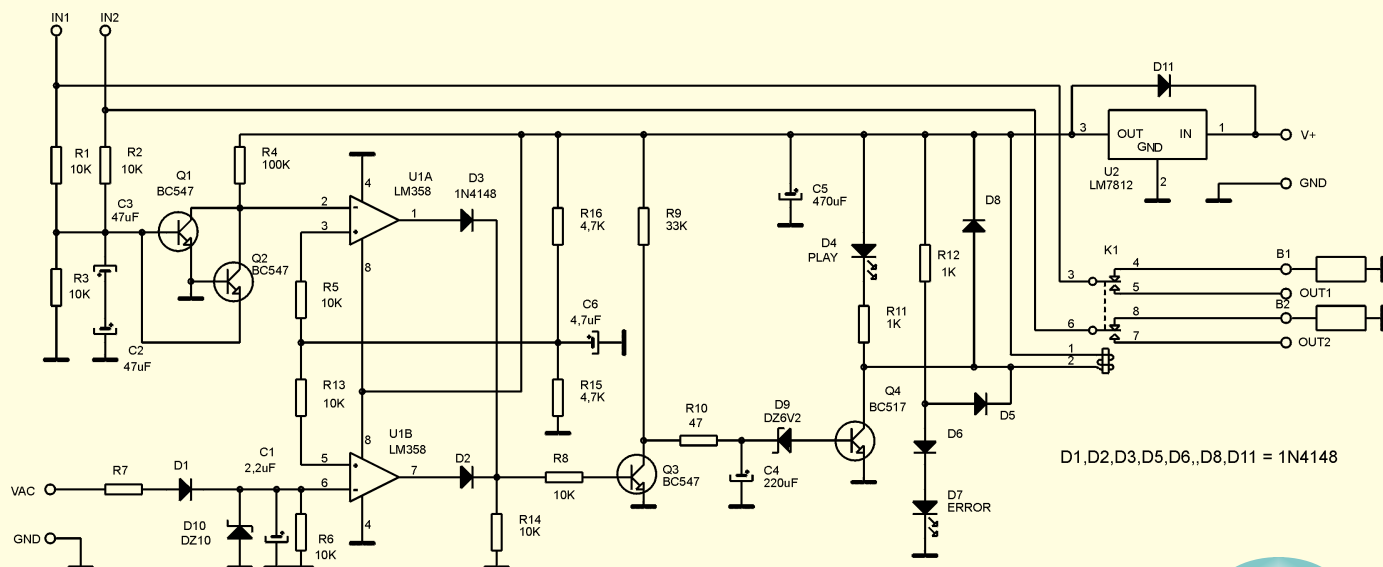 IN1
IN2
D11
3
OUT
IN
GND
1
V+
U2
LM7812
2
GND
R1
10K
R2
10K
Q1
BC547
R4
100K
4
U1A
LM358
D3
1N4148
2
3
1
8
C3
47uF
R3
10K
C2
47uF
Q2
BC547
R5
10K
R16
4,7K
R9
33K
C5
470uF
D4
PLAY
R11
1K
R12
1K
D8
K1
3
4
5
6
8
7
1
2
B1
OUT1
B2
OUT2
C6
4,7uF
R13
10K
R15
4,7K
R10
47
D9
DZ6V2
Q4
BC517
D5
D6
D7
ERROR
D1,D2,D3,D5,D6,,D8,D11 = 1N4148
8
U1B
LM358
5
6
7
4
D2
R8
10K
Q3
BC547
C4
220uF
R14
10K
C1
2,2uF
VAC
R7
D1
D10
DZ10
R6
10K
GND